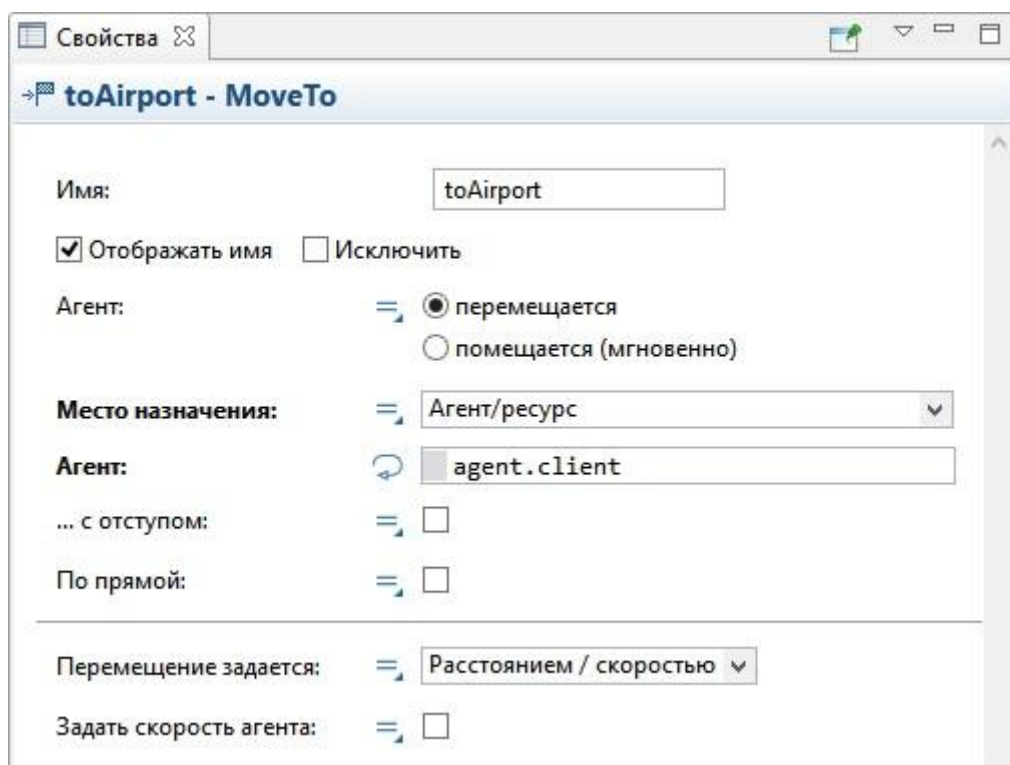 Свойства
toAirport - MoveTo
Имя: toAirport
Отображать имя Исключить
Агент: перемещается
помещается (мгновенно)
Место назначения: Агент/ресурс
Агент: agent.client
... с отступом:
По прямой:
Перемещение задается: Расстоянием / скоростью
Задать скорость агента: